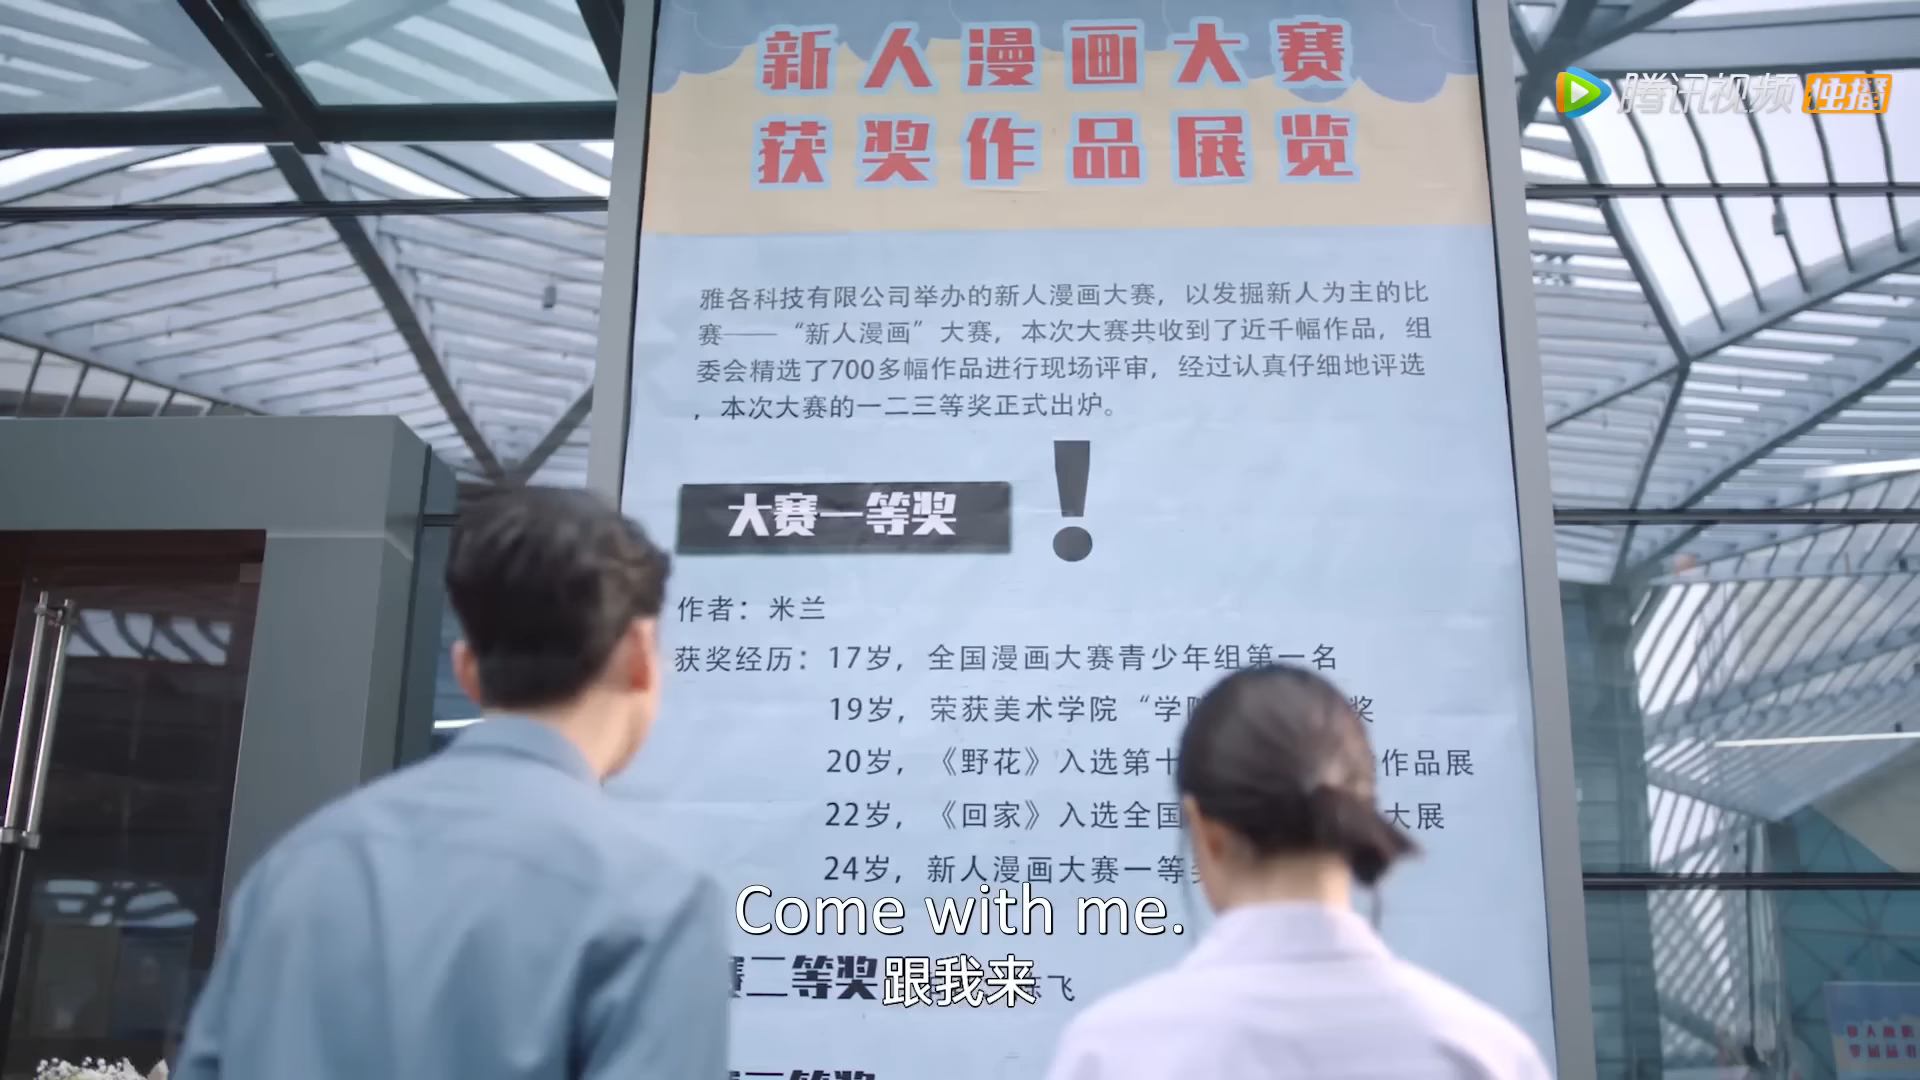 新人漫画大赛
获奖作品展览
腾讯视频 独播
雅各科技有限公司举办的新人漫画大赛，以发掘新人为主的比
赛——“新人漫画”大赛，本次大赛共收到了近千幅作品，组
委会精选了700多幅作品进行现场评审，经过认真仔细地评选
，本次大赛的一二三等奖正式出炉。
大赛一等奖
!
作者：米兰
获奖经历：17岁，全国漫画大赛青少年组第一名
19岁，荣获美术学院“学院 奖
20岁，《野花》入选第十 作品展
22岁，《回家》入选全国 大展
24岁，新人漫画大赛一等奖
Come with me.
赛二等奖 飞
跟我来